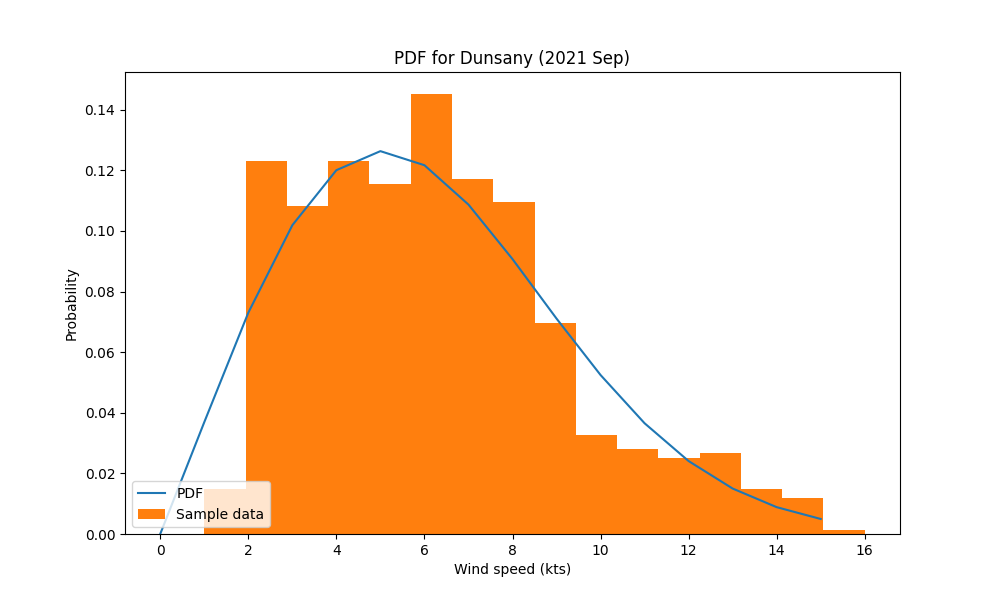 PDF for Dunsany (2021 Sep)
0.14
0.12
0.10
0.08
0.06
0.04
0.02
0.00
Probability
PDF
Sample data
0 2 4 6 8 10 12 14 16
Wind speed (kts)